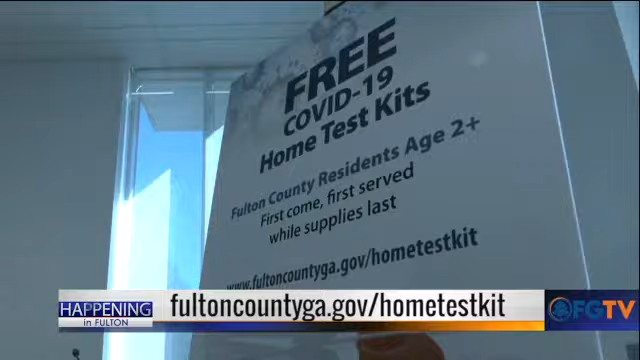 FREE
COVID-19
Home Test Kits
Fulton County Residents Age 2+
First come, first served
while supplies last
www.fultoncountyga.gov/hometestkit
HAPPENING
in FULTON
fultoncountyga.gov/hometestkit
FGTV